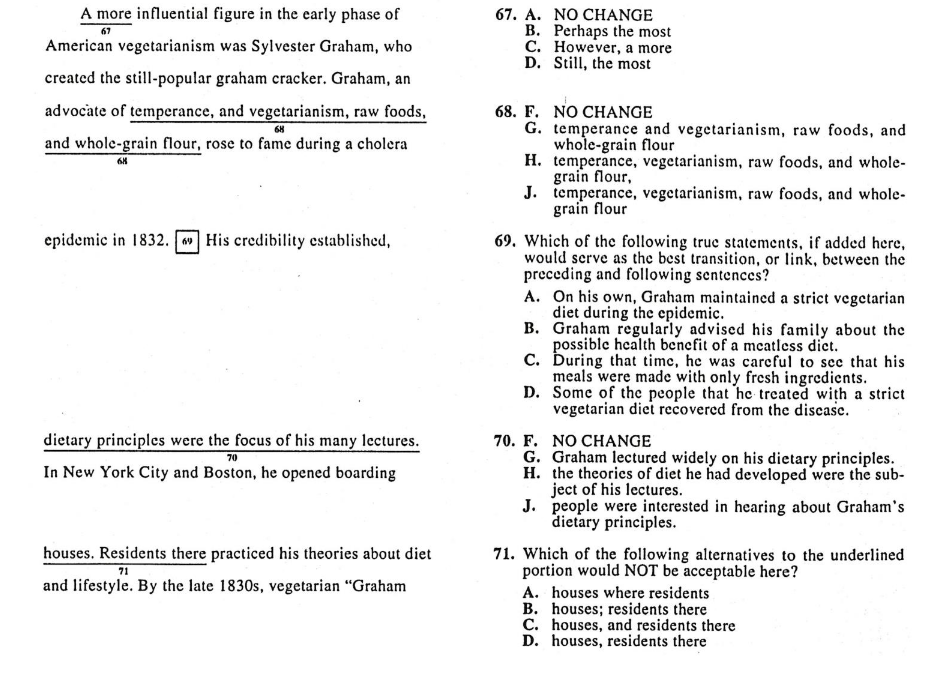 A more influential figure in the early phase of
67
American vegetarianism was Sylvester Graham, who
created the still-popular graham cracker. Graham, an
advocate of temperance, and vegetarianism, raw foods,
68
and whole-grain flour, rose to fame during a cholera
68
epidemic in 1832. 69 His credibility established,
dietary principles were the focus of his many lectures.
70
In New York City and Boston, he opened boarding
houses. Residents there practiced his theories about diet
71
and lifestyle. By the late 1830s, vegetarian “Graham
67. A. NO CHANGE
B. Perhaps the most
C. However, a more
D. Still, the most
68. F. NO CHANGE
G. temperance and vegetarianism, raw foods, and
whole-grain flour
H. temperance, vegetarianism, raw foods, and whole-
grain flour,
J. temperance, vegetarianism, raw foods, and whole-
grain flour
69. Which of the following true statements, if added here,
would serve as the best transition, or link, between the
preceding and following sentences?
A. On his own, Graham maintained a strict vegetarian
diet during the epidemic.
B. Graham regularly advised his family about the
possible health benefit of a meatless diet.
C. During that time, he was careful to see that his
meals were made with only fresh ingredients.
D. Some of the people that he treated with a strict
vegetarian diet recovered from the disease.
70. F. NO CHANGE
G. Graham lectured widely on his dietary principles.
H. the theories of diet he had developed were the sub-
ject of his lectures.
J. people were interested in hearing about Graham's
dietary principles.
71. Which of the following alternatives to the underlined
portion would NOT be acceptable here?
A. houses where residents
B. houses; residents there
C. houses, and residents there
D. houses, residents there